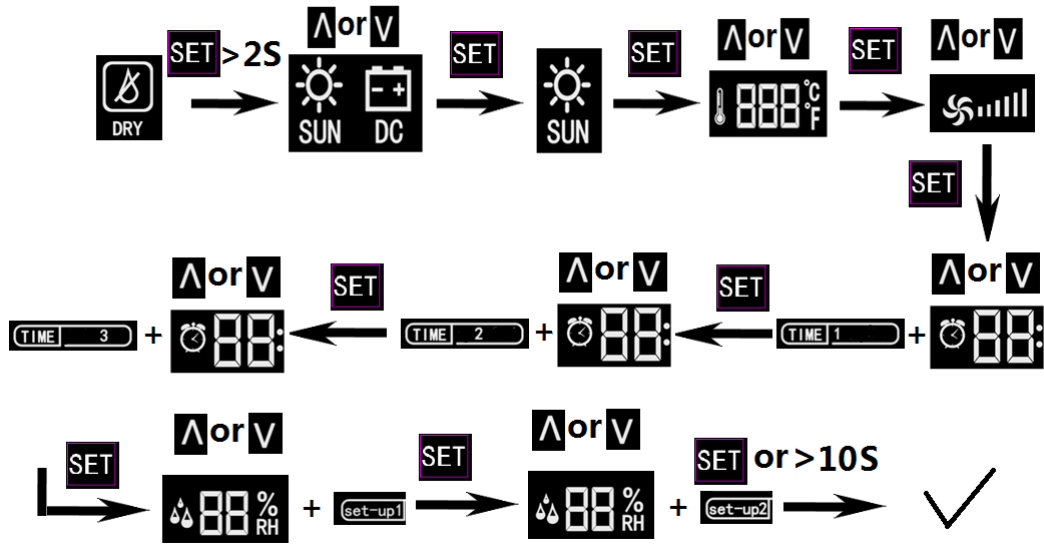 SET >2S
Λ or V
SET
SET
Λ or V
SET
Λ or V
DRY
SUN DC
SUN
888 °C °F
SET
Λ or V
SET
Λ or V
SET
Λ or V
TIME 3 + 88:
TIME 2 + 88:
TIME 1 + 88:
SET
Λ or V
SET
Λ or V
SET or >10S
88 % RH + set-up1
88 % RH + set-up2